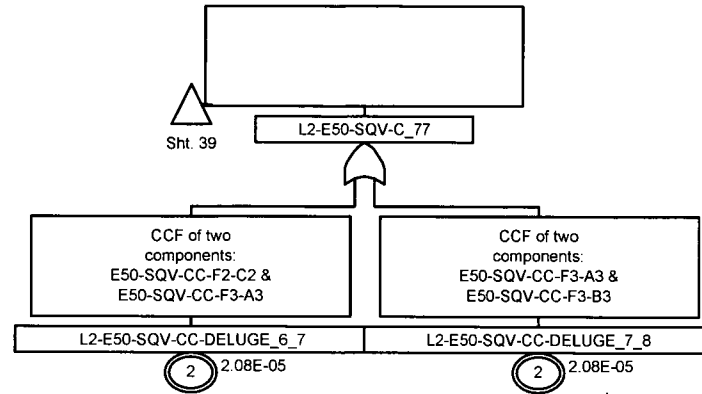 Sht. 39
L2-E50-SQV-C_77
CCF of two
components:
E50-SQV-CC-F2-C2 &
E50-SQV-CC-F3-A3
CCF of two
components:
E50-SQV-CC-F3-A3 &
E50-SQV-CC-F3-B3
L2-E50-SQV-CC-DELUGE_6_7
L2-E50-SQV-CC-DELUGE_7_8
2
2.08E-05
2
2.08E-05